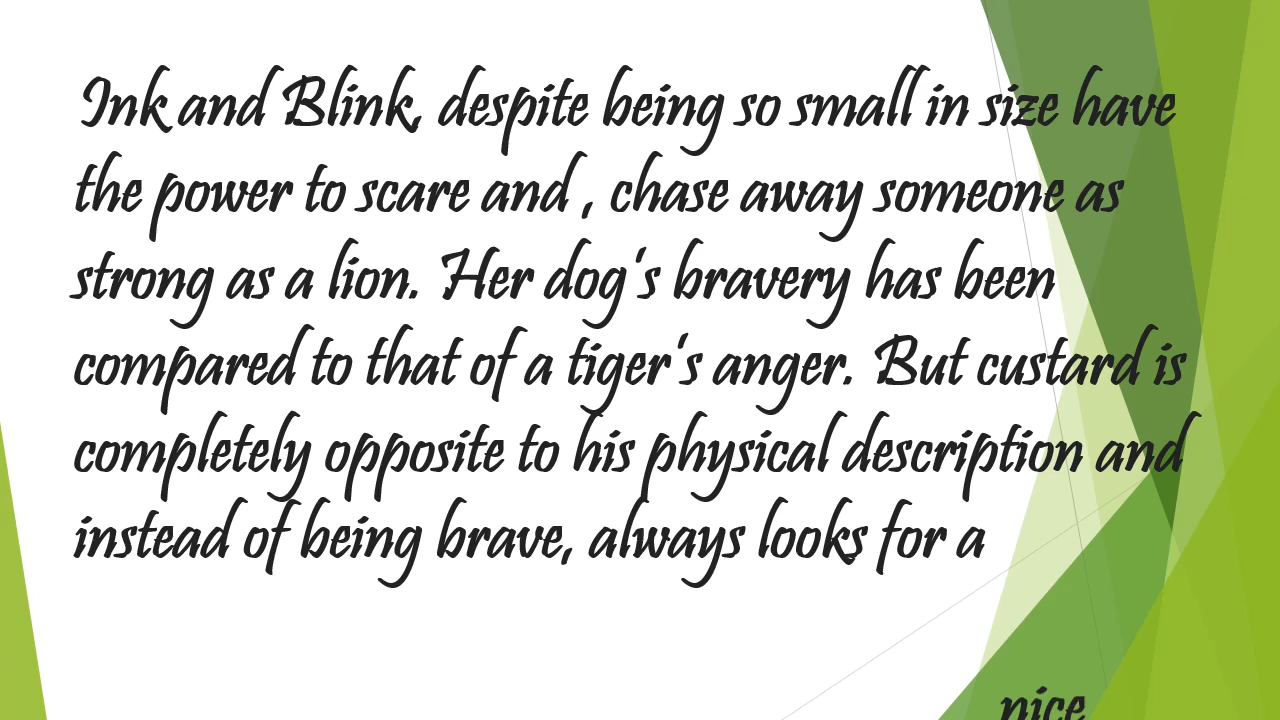 Ink and Blink, despite being so small in size have
the power to scare and , chase away someone as
strong as a lion. Her dog's bravery has been
compared to that of a tiger's anger. But custard is
completely opposite to his physical description and
instead of being brave, always looks for a
nice